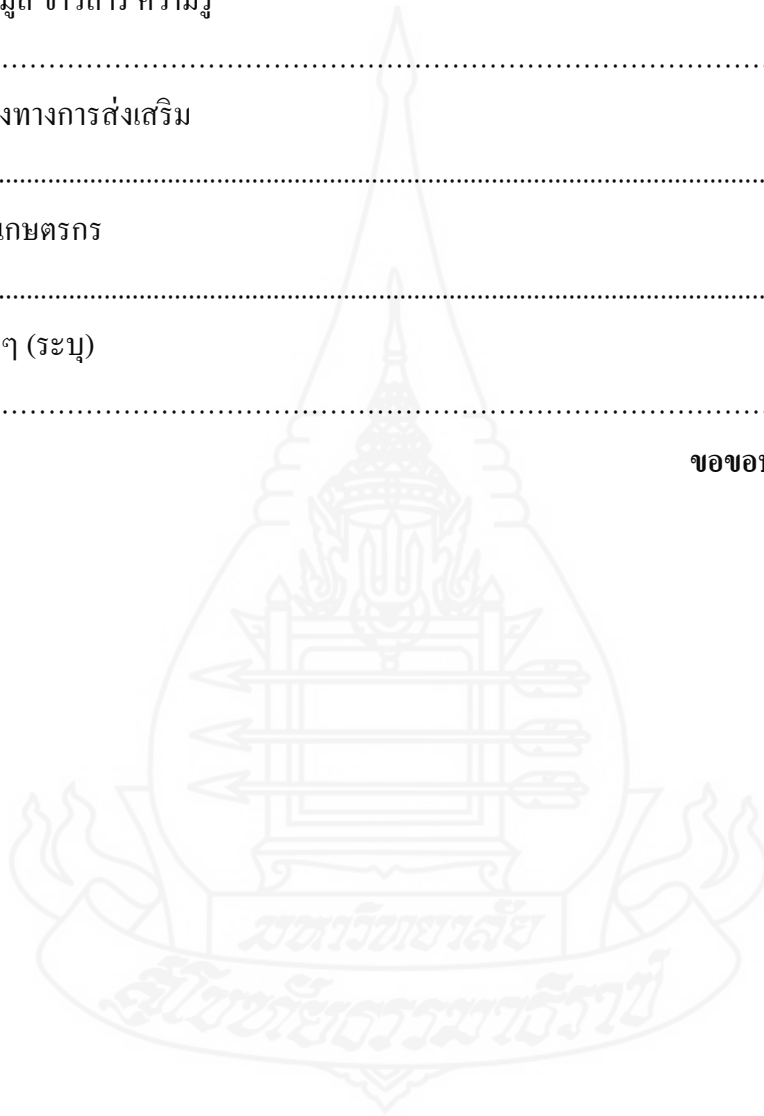 ข่าวสาร ความรู้
งทางการส่งเสริม
กษตรกร
ๆ (ระบุ)
ขอขอ
มหาวิทยาลัย
สุโขทัยธรรมาธิราช